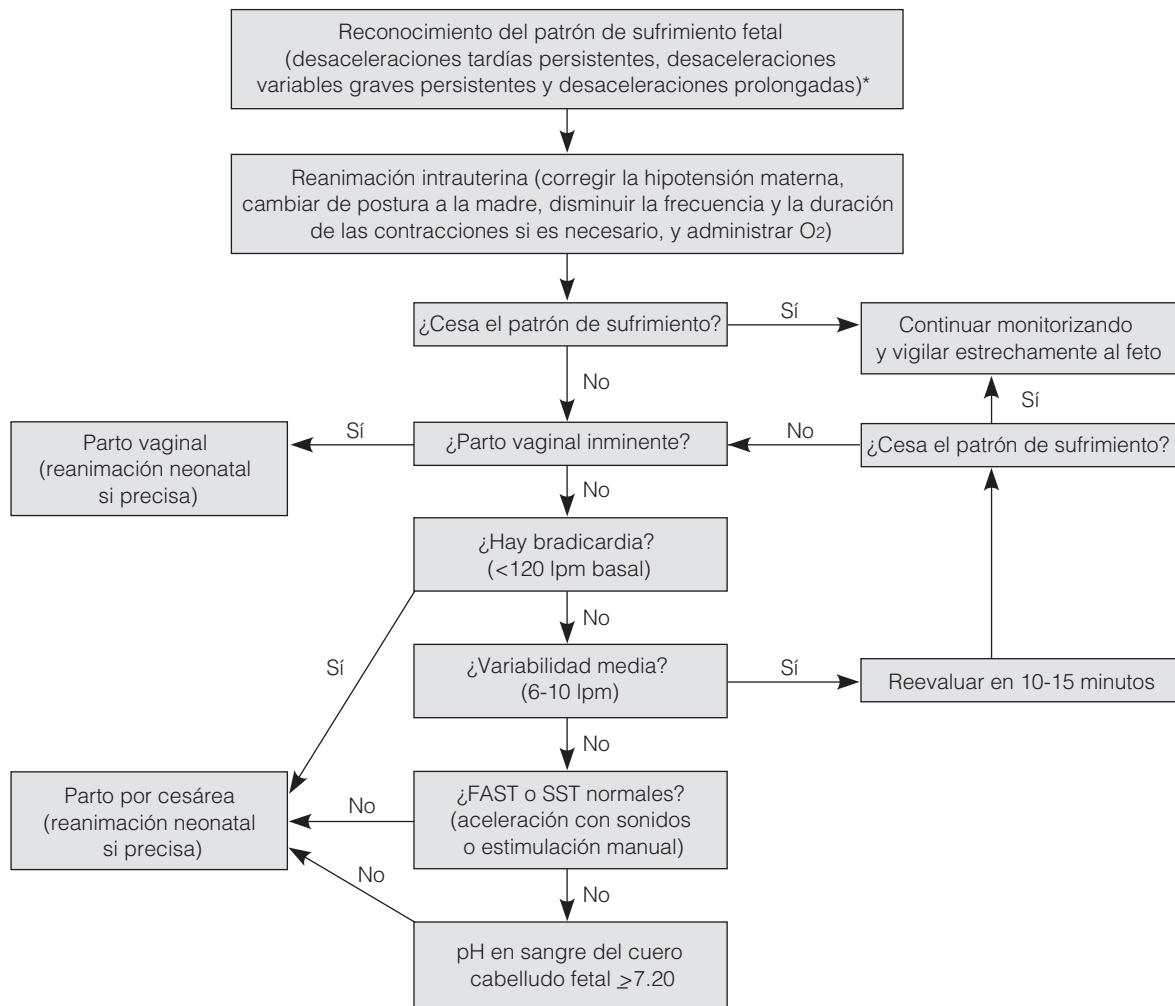 Reconocimiento del patrón de sufrimiento fetal
(desaceleraciones tardías persistentes, desaceleraciones
variables graves persistentes y desaceleraciones prolongadas)*
Reanimación intrauterina (corregir la hipotensión materna,
cambiar de postura a la madre, disminuir la frecuencia y la duración
de las contracciones si es necesario, y administrar O2)
¿Cesa el patrón de sufrimiento?
Sí
Continuar monitorizando
y vigilar estrechamente al feto
No
Sí
Parto vaginal
(reanimación neonatal
si precisa)
Sí
¿Parto vaginal inminente?
No
¿Cesa el patrón de sufrimiento?
No
¿Hay bradicardia?
(<120 lpm basal)
No
Sí
¿Variabilidad media?
(6-10 lpm)
Sí
Reevaluar en 10-15 minutos
No
Parto por cesárea
(reanimación neonatal
si precisa)
No
¿FAST o SST normales?
(aceleración con sonidos
o estimulación manual)
No
No
pH en sangre del cuero
cabelludo fetal ≥7.20